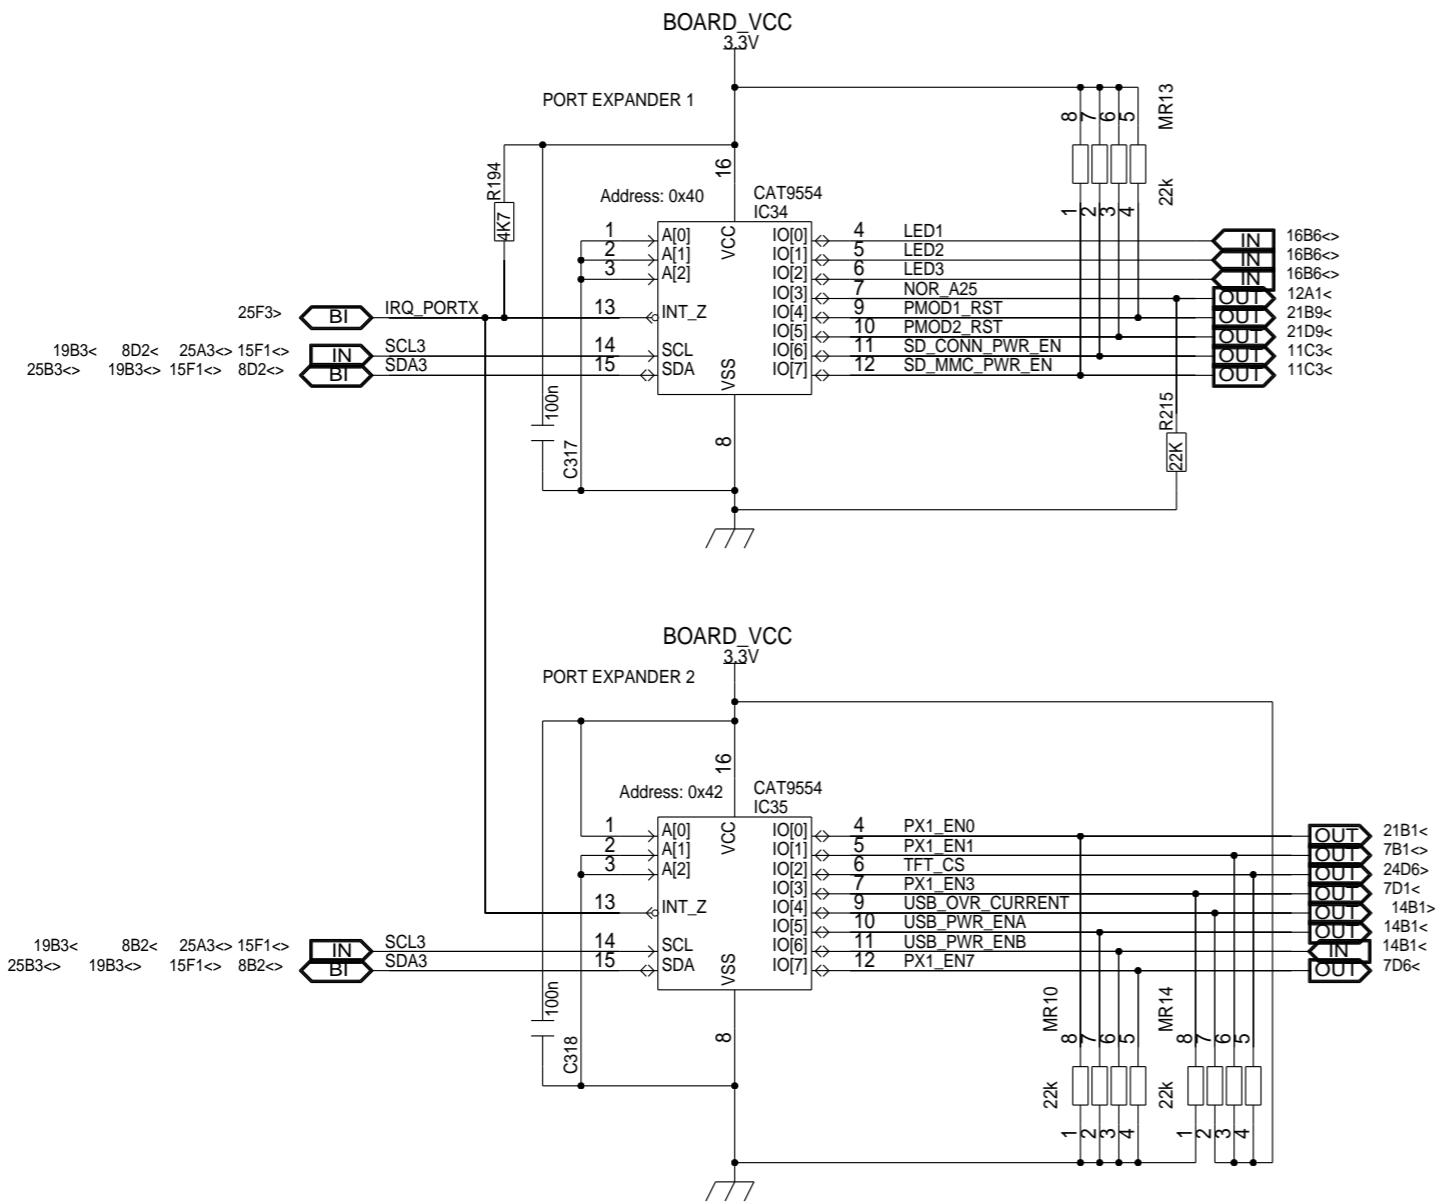 BOARD_VCC
3.3V
PORT EXPANDER 1
MR13
8 7 6 5
22k
1 2 3 4
R194
4K7
16
Address: 0x40
CAT9554
IC34
1 A[0] VCC IO[0] 4 LED1 IN 16B6<>
2 A[1] IO[1] 5 LED2 IN 16B6<>
3 A[2] IO[2] 6 LED3 IN 16B6<>
IO[3] 7 NOR_A25 OUT 12A1<
25F3> BI IRQ_PORTX 13 INT_Z IO[4] 9 PMOD1_RST OUT 21B9<
IO[5] 10 PMOD2_RST OUT 21D9<
19B3< 8D2< 25A3<> 15F1<> IN SCL3 14 SCL IO[6] 11 SD_CONN_PWR_EN OUT 11C3<
25B3<> 19B3<> 15F1<> 8D2<> BI SDA3 15 SDA VSS IO[7] 12 SD_MMC_PWR_EN OUT 11C3<
100n
C317
8
R215
22K
BOARD_VCC
3.3V
PORT EXPANDER 2
16
Address: 0x42
CAT9554
IC35
1 A[0] VCC IO[0] 4 PX1_EN0 OUT 21B1<
2 A[1] IO[1] 5 PX1_EN1 OUT 7B1<>
3 A[2] IO[2] 6 TFT_CS OUT 24D6>
IO[3] 7 PX1_EN3 OUT 7D1<
13 INT_Z IO[4] 9 USB_OVR_CURRENT OUT 14B1>
IO[5] 10 USB_PWR_ENA OUT 14B1<
19B3< 8B2< 25A3<> 15F1<> IN SCL3 14 SCL IO[6] 11 USB_PWR_ENB IN 14B1<
25B3<> 19B3<> 15F1<> 8B2<> BI SDA3 15 SDA VSS IO[7] 12 PX1_EN7 OUT 7D6<
100n
C318
8
MR10
8 7 6 5
22k
1 2 3 4
MR14
8 7 6 5
22k
1 2 3 4